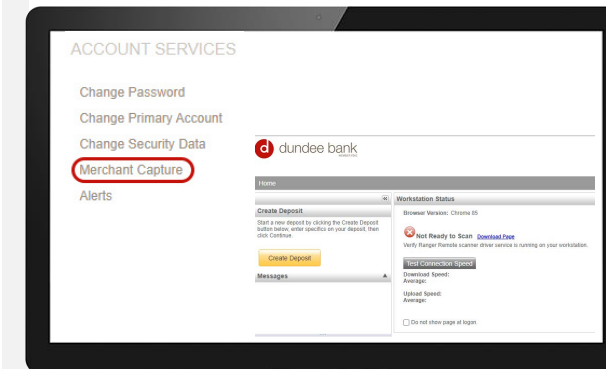 ACCOUNT SERVICES
Change Password
Change Primary Account
Change Security Data
Merchant Capture
Alerts
d dundee bank
Home
Create Deposit
Start a new deposit by clicking the Create Deposit
button below, enter specifics on your deposit, then
click Continue.
Create Deposit
Messages
Workstation Status
Browser Version: Chrome 85
Not Ready to Scan Download Page
Verify Ranger Remote scanner driver service is running on your workstation.
Test Connection Speed
Download Speed:
Average:
Upload Speed:
Average:
Do not show page at logon